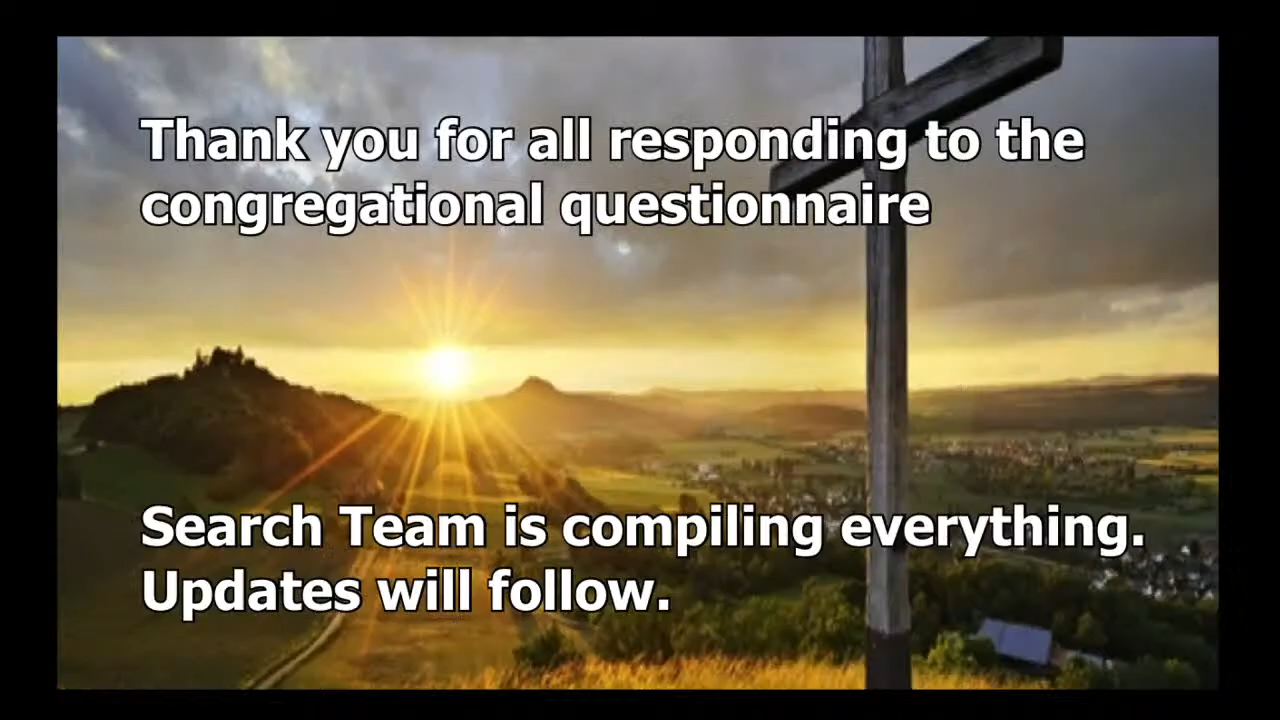 Thank you for all responding to the
congregational questionnaire
Search Team is compiling everything.
Updates will follow.